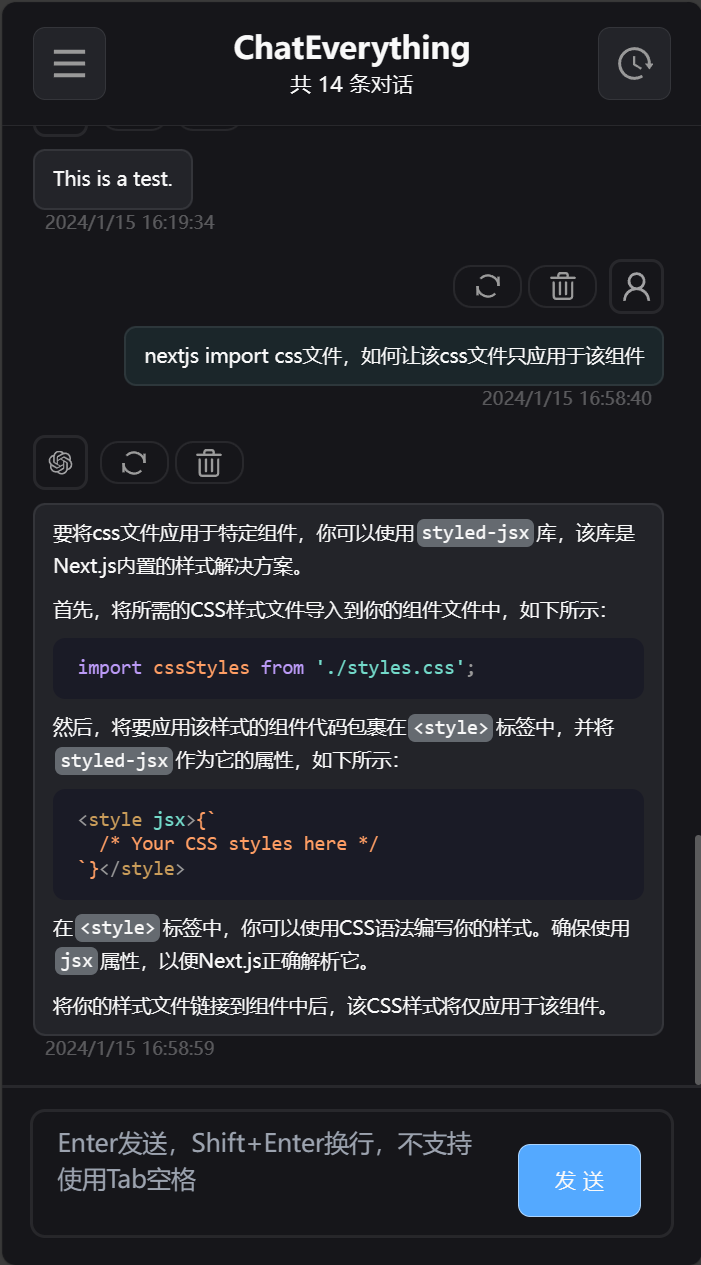 ChatEverything
共 14 条对话
This is a test.
2024/1/15 16:19:34
nextjs import css文件，如何让该css文件只应用于该组件
2024/1/15 16:58:40
要将css文件应用于特定组件，你可以使用 styled-jsx 库，该库是
Next.js内置的样式解决方案。
首先，将所需的CSS样式文件导入到你的组件文件中，如下所示：
import cssStyles from './styles.css';
然后，将要应用该样式的组件代码包裹在 <style> 标签中，并将
styled-jsx 作为它的属性，如下所示：
<style jsx>{`
  /* Your CSS styles here */
`}</style>
在 <style> 标签中，你可以使用CSS语法编写你的样式。确保使用
jsx 属性，以便Next.js正确解析它。
将你的样式文件链接到组件中后，该CSS样式将仅应用于该组件。
2024/1/15 16:58:59
Enter发送，Shift+Enter换行，不支持
使用Tab空格
发 送